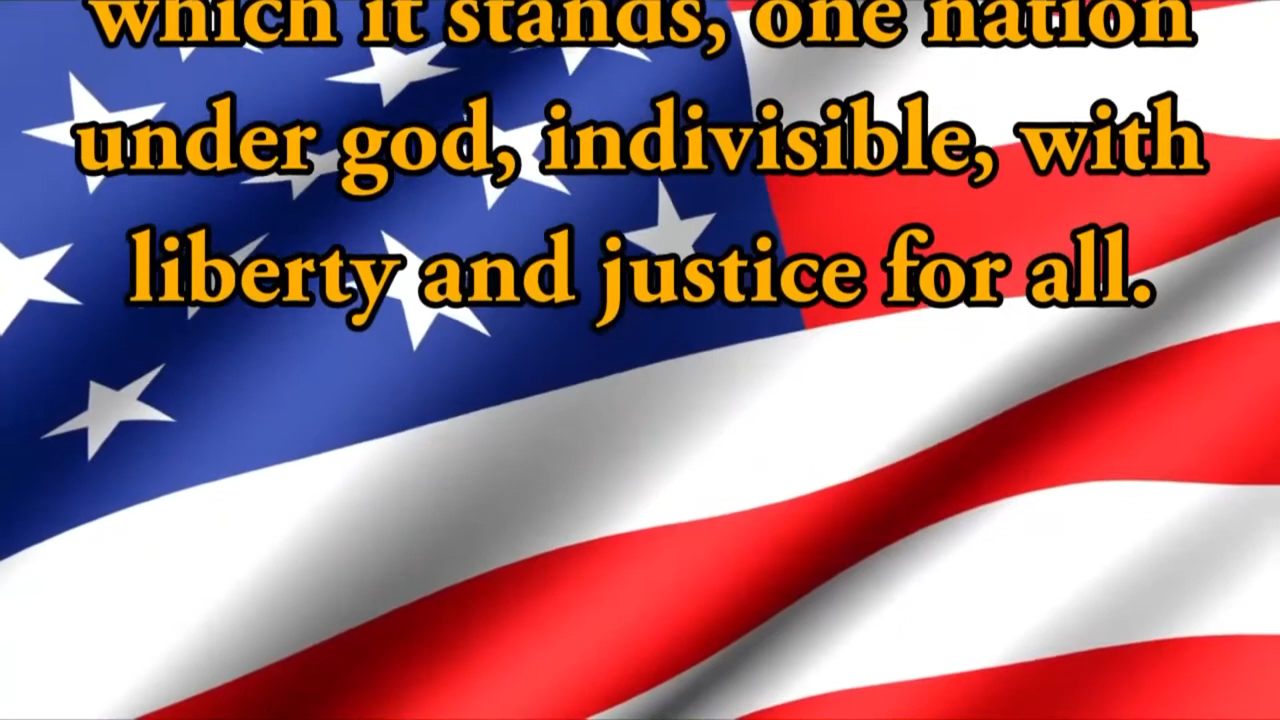 which it stands, one nation
under god, indivisible, with
liberty and justice for all.